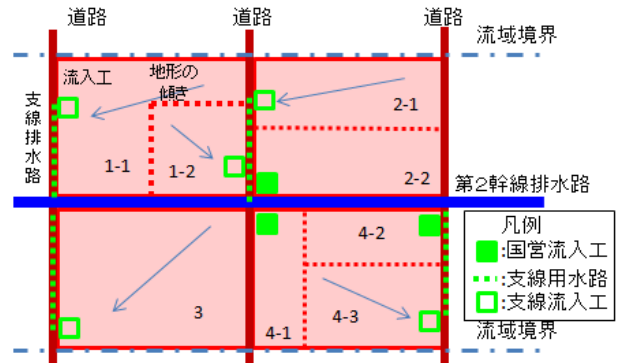 道路
道路
道路
流域境界
流入工
地形の
傾き
支線排水路
2-1
1-1
1-2
2-2
第2幹線排水路
凡例
:国営流入工
:支線用水路
:支線流入工
4-2
3
4-1
4-3
流域境界